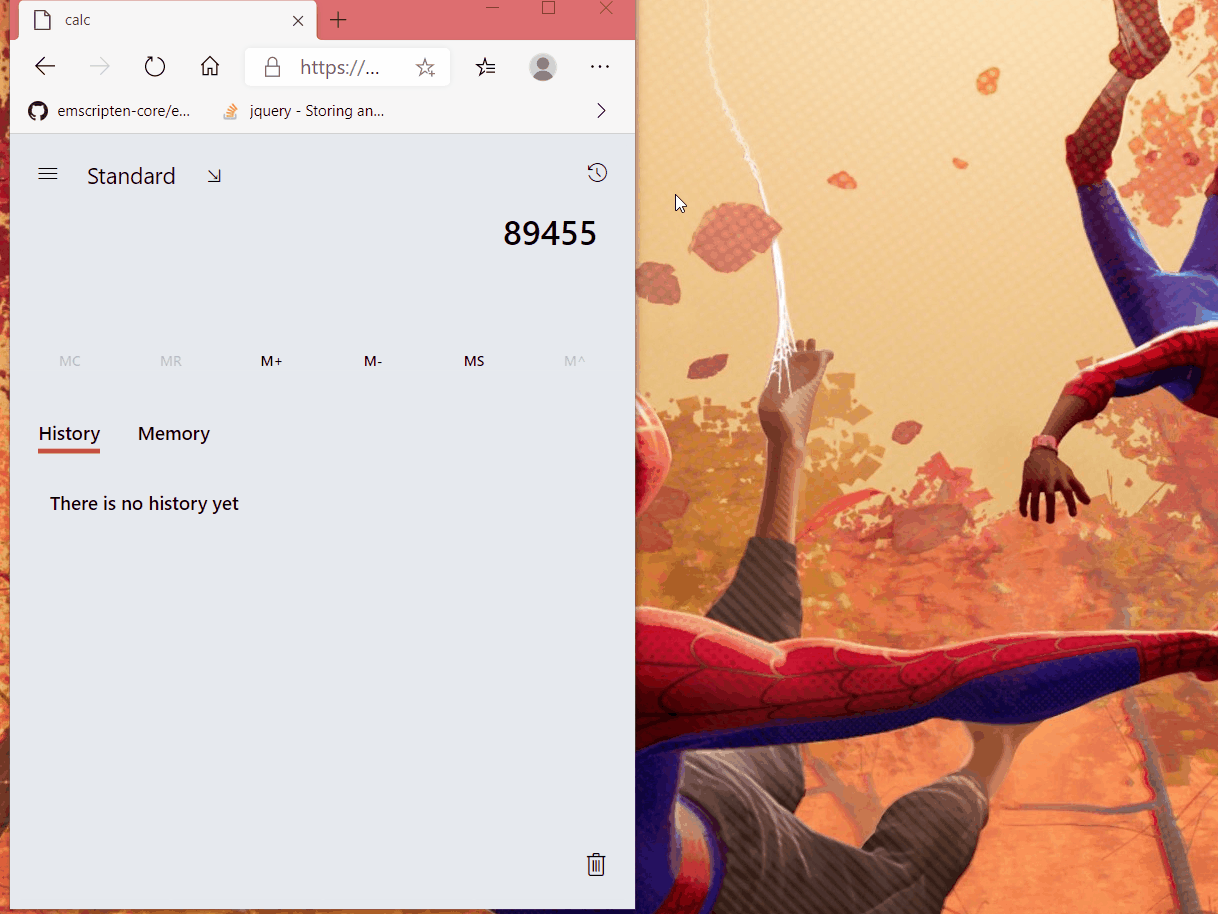 calc
https://...
emscripten-core/e...
jquery - Storing an...
Standard
89455
MC MR M+ M- MS M^
History Memory
There is no history yet